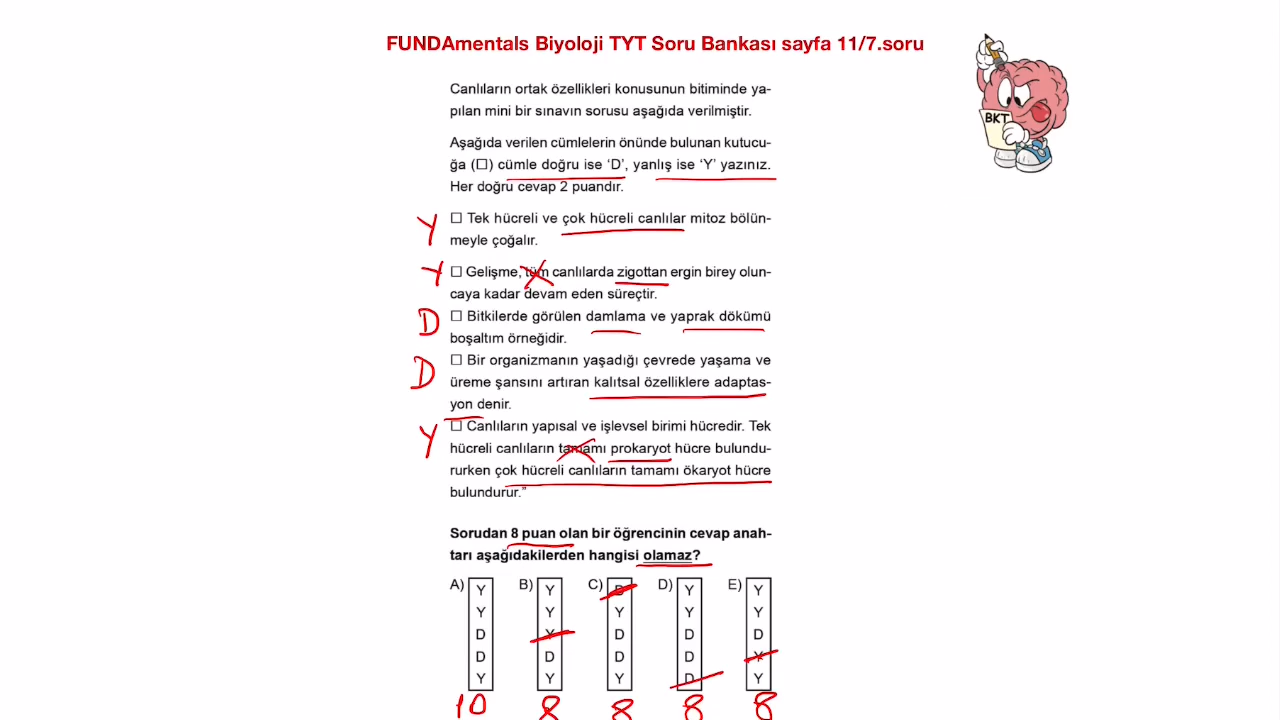 FUNDAmentals Biyoloji TYT Soru Bankası sayfa 11/7.soru
BKT
Canlıların ortak özellikleri konusunun bitiminde ya-
pılan mini bir sınavın sorusu aşağıda verilmiştir.
Aşağıda verilen cümlelerin önünde bulunan kutucu-
ğa (☐) cümle doğru ise ‘D’, yanlış ise ‘Y’ yazınız.
Her doğru cevap 2 puandır.
Y ☐ Tek hücreli ve çok hücreli canlılar mitoz bölün-
meyle çoğalır.
Y ☐ Gelişme, tüm canlılarda zigottan ergin birey olun-
caya kadar devam eden süreçtir.
D ☐ Bitkilerde görülen damlama ve yaprak dökümü
boşaltım örneğidir.
D ☐ Bir organizmanın yaşadığı çevrede yaşama ve
üreme şansını artıran kalıtsal özelliklere adaptas-
yon denir.
Y ☐ Canlıların yapısal ve işlevsel birimi hücredir. Tek
hücreli canlıların tamamı prokaryot hücre bulundu-
rurken çok hücreli canlıların tamamı ökaryot hücre
bulundurur.”
Sorudan 8 puan olan bir öğrencinin cevap anah-
tarı aşağıdakilerden hangisi olamaz?
A) Y B) Y C) D D) Y E) Y
Y Y Y Y Y
D Y D D D
D D D D Y
Y Y Y D Y
10 8 8 8 8